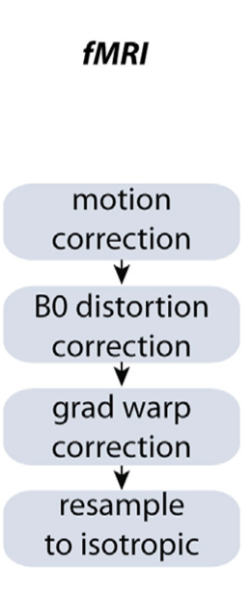 fMRI
motion
correction
B0 distortion
correction
grad warp
correction
resample
to isotropic